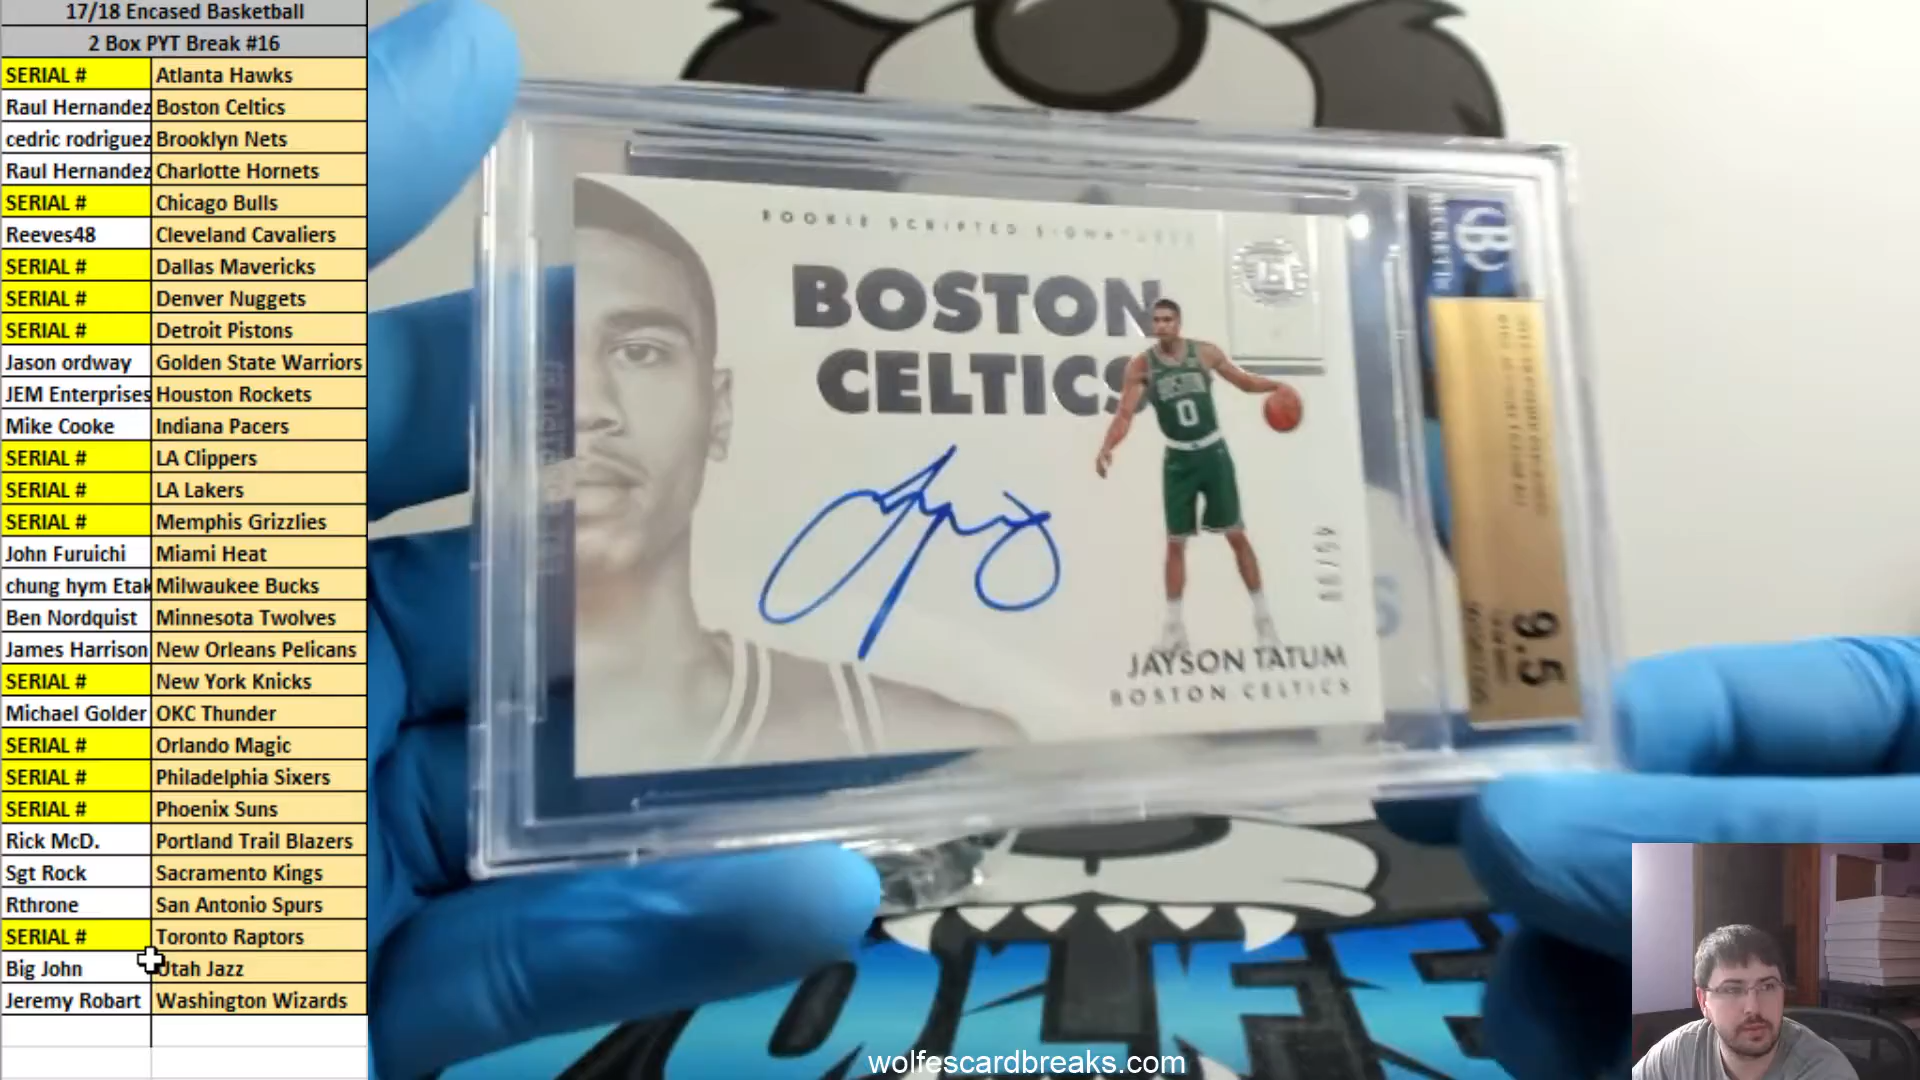 17/18 Encased Basketball
2 Box PYT Break #16
SERIAL # Atlanta Hawks
Raul Hernandez Boston Celtics
cedric rodriguez Brooklyn Nets
Raul Hernandez Charlotte Hornets
SERIAL # Chicago Bulls
Reeves48 Cleveland Cavaliers
SERIAL # Dallas Mavericks
SERIAL # Denver Nuggets
SERIAL # Detroit Pistons
Jason ordway Golden State Warriors
JEM Enterprises Houston Rockets
Mike Cooke Indiana Pacers
SERIAL # LA Clippers
SERIAL # LA Lakers
SERIAL # Memphis Grizzlies
John Furuichi Miami Heat
chung hym Etak Milwaukee Bucks
Ben Nordquist Minnesota Twolves
James Harrison New Orleans Pelicans
SERIAL # New York Knicks
Michael Golder OKC Thunder
SERIAL # Orlando Magic
SERIAL # Philadelphia Sixers
SERIAL # Phoenix Suns
Rick McD. Portland Trail Blazers
Sgt Rock Sacramento Kings
Rthrone San Antonio Spurs
SERIAL # Toronto Raptors
Big John Utah Jazz
Jeremy Robart Washington Wizards
ROOKIE SCRIPTED SIGNATURES
BOSTON
CELTICS
BOSTON
0
JAYSON TATUM
BOSTON CELTICS
BECKETT
9.5
wolfescardbreaks.com